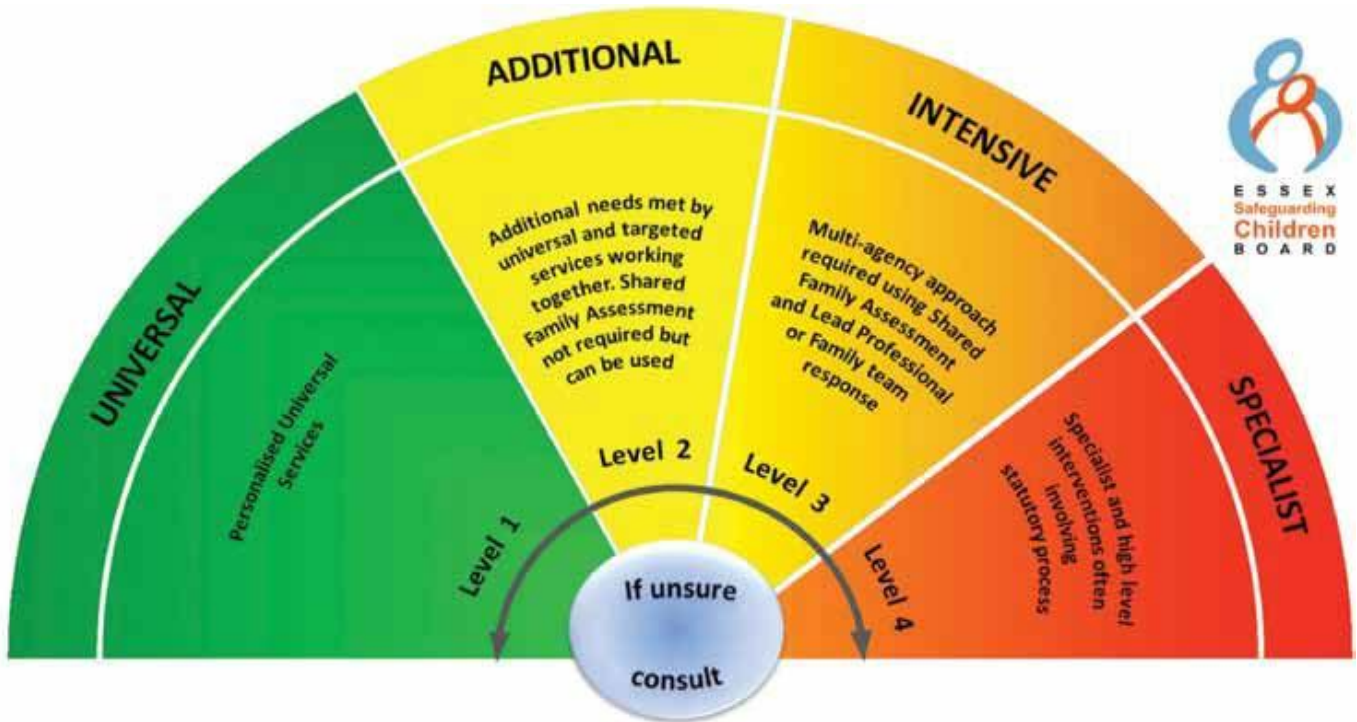 UNIVERSAL
Personalised Universal
Services
Level 1
ADDITIONAL
Additional needs met by
universal and targeted
services working
together. Shared
Family Assessment
not required but
can be used
Level 2
INTENSIVE
Multi-agency approach
required using Shared
Family Assessment
and Lead Professional
or Family team
response
Level 3
SPECIALIST
Specialist and high level
interventions often
involving
statutory process
Level 4
If unsure
consult
ESSEX
Safeguarding
Children
BOARD